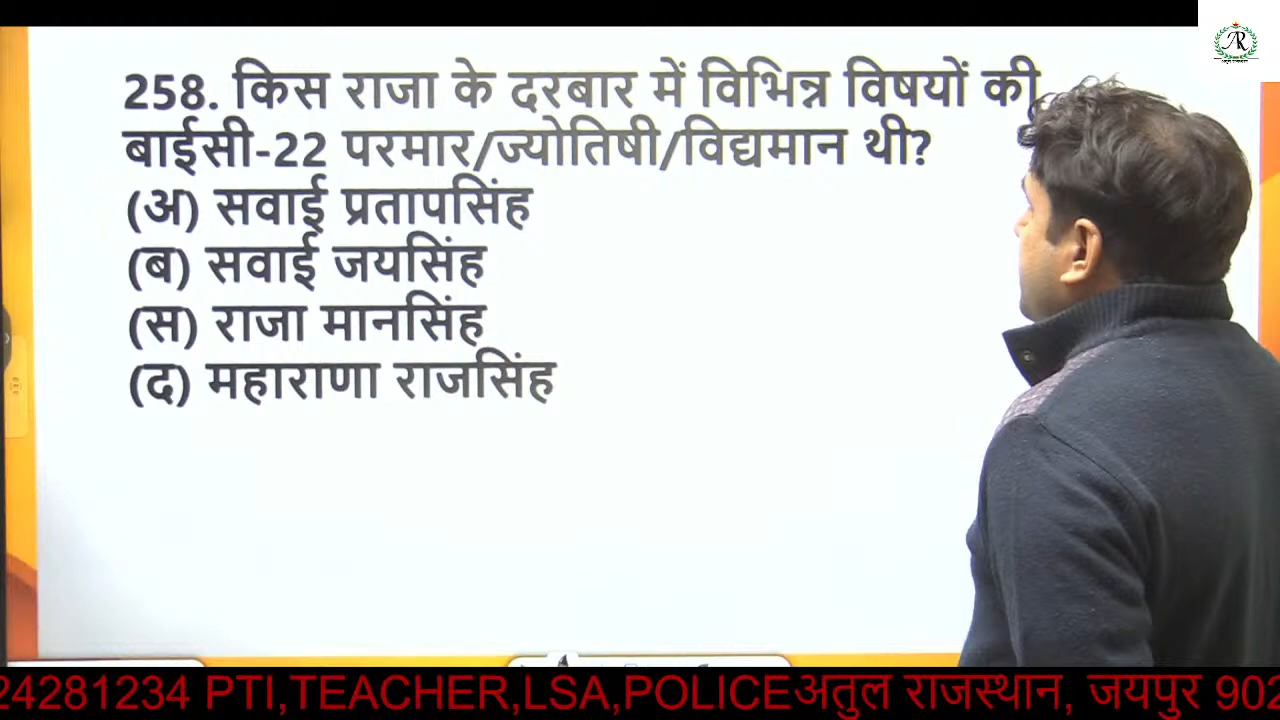 258. किस राजा के दरबार में विभिन्न विषयों की
बाईसी-22 परमार/ज्योतिषी/विद्यमान थी?
(अ) सवाई प्रतापसिंह
(ब) सवाई जयसिंह
(स) राजा मानसिंह
(द) महाराणा राजसिंह
24281234 PTI,TEACHER,LSA,POLICEअतुल राजस्थान, जयपुर 902